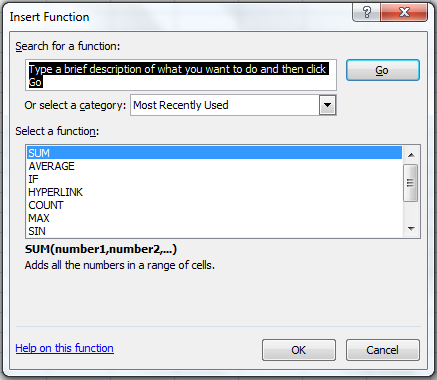 Insert Function
?
Search for a function:
Type a brief description of what you want to do and then click
Go
Go
Or select a category: Most Recently Used
Select a function:
SUM
AVERAGE
IF
HYPERLINK
COUNT
MAX
SIN
SUM(number1,number2,...)
Adds all the numbers in a range of cells.
Help on this function
OK
Cancel